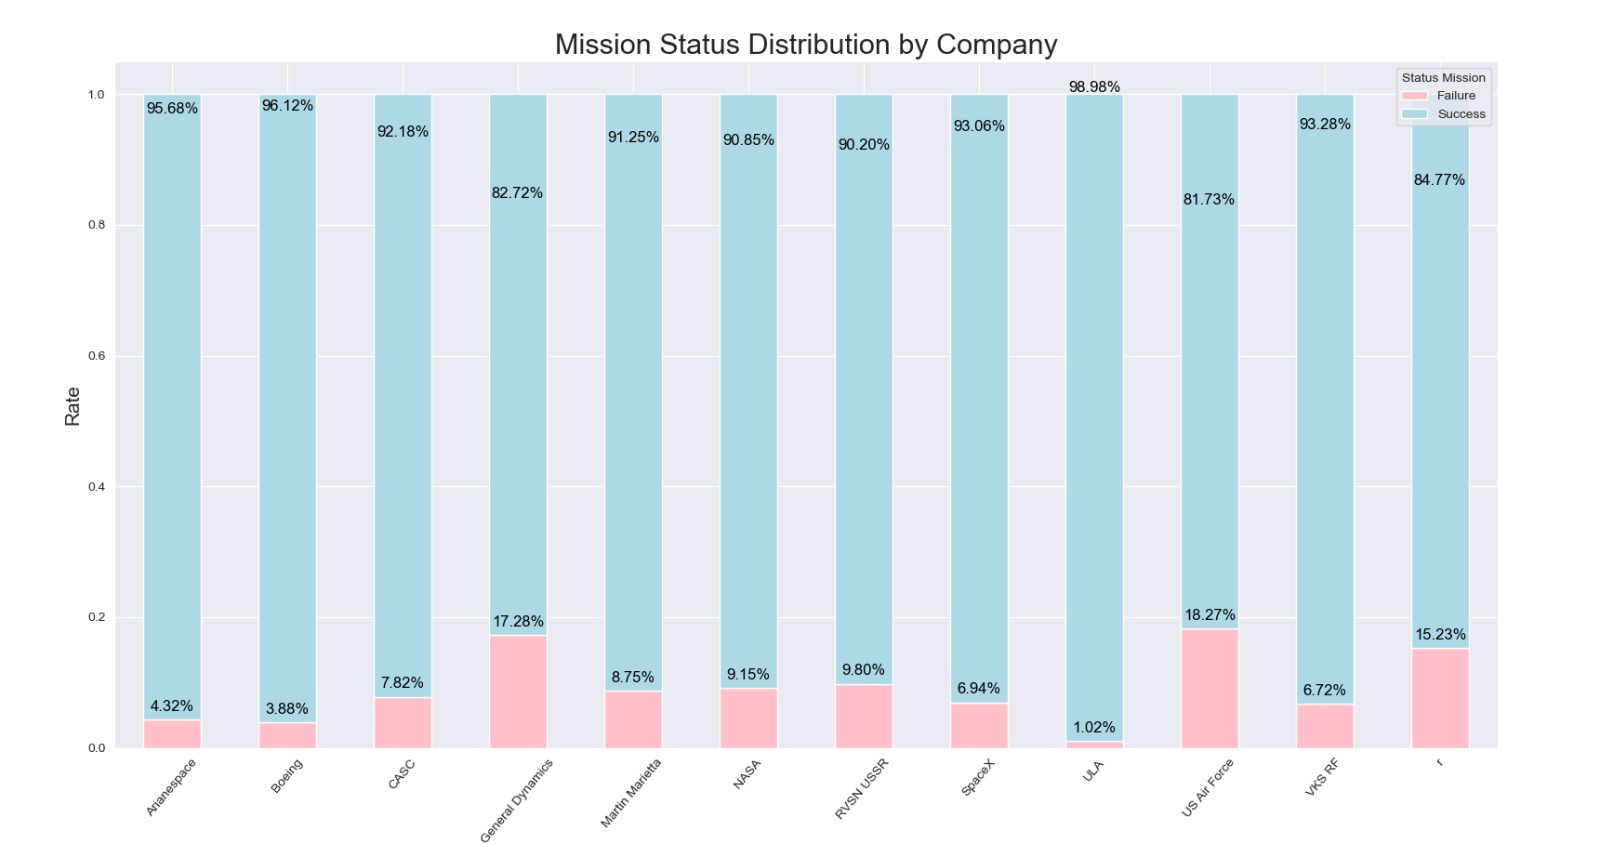 Mission Status Distribution by Company
Status Mission
Failure
Success
Rate
1.0
0.8
0.6
0.4
0.2
0.0
95.68%
96.12%
92.18%
82.72%
91.25%
90.85%
90.20%
93.06%
98.98%
81.73%
93.28%
84.77%
4.32%
3.88%
7.82%
17.28%
8.75%
9.15%
9.80%
6.94%
1.02%
18.27%
6.72%
15.23%
Arianespace
Boeing
CASC
General Dynamics
Martin Marietta
NASA
RVSN USSR
SpaceX
ULA
US Air Force
VKS RF
r